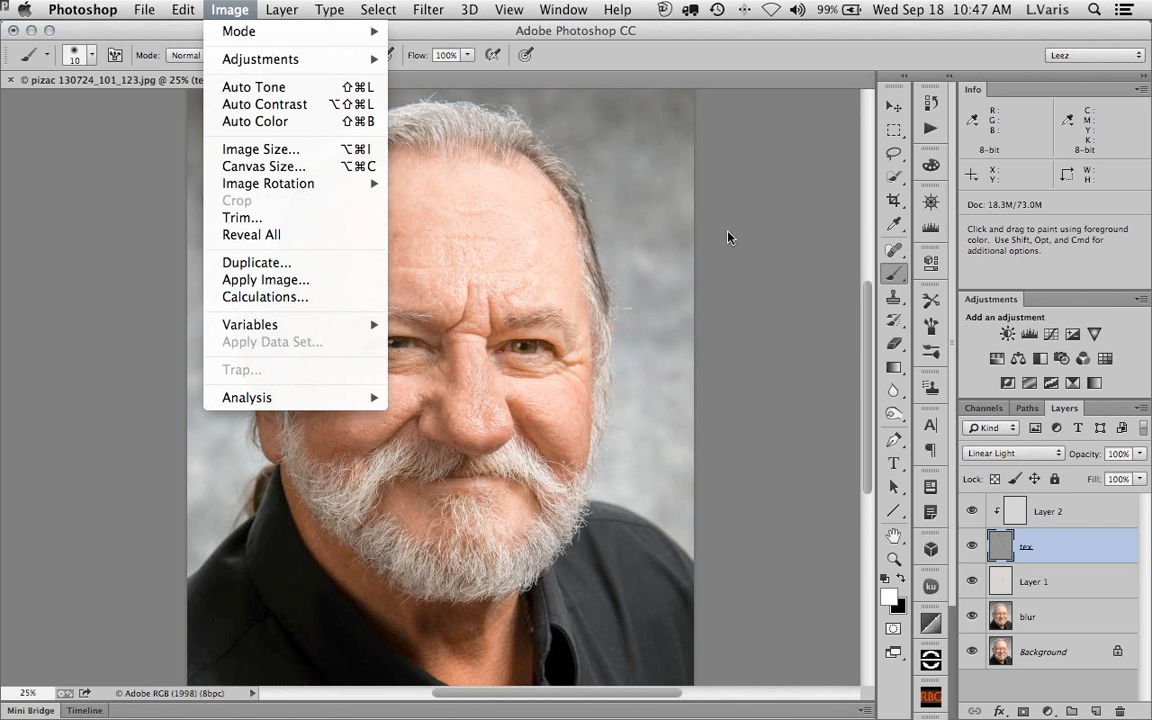 Photoshop File Edit Image Layer Type Select Filter 3D View Window Help 99% Wed Sep 18 10:47 AM L.Varis
Adobe Photoshop CC
10 Mode: Normal Flow: 100% Leez
× © pizac 130724_101_123.jpg @ 25% (te
Mode
Adjustments
Auto Tone ⇧⌘L
Auto Contrast ⌥⇧⌘L
Auto Color ⇧⌘B
Image Size... ⌥⌘I
Canvas Size... ⌥⌘C
Image Rotation
Crop
Trim...
Reveal All
Duplicate...
Apply Image...
Calculations...
Variables
Apply Data Set...
Trap...
Analysis
Info
R: C:
G: M:
B: Y:
K:
8-bit 8-bit
X: W:
Y: H:
Doc: 18.3M/73.0M
Click and drag to paint using foreground
color. Use Shift, Opt, and Cmd for
additional options.
Adjustments
Add an adjustment
Channels Paths Layers
Kind
Linear Light Opacity: 100%
Lock: Fill: 100%
Layer 2
tex
Layer 1
blur
Background
ku
RBG
25% © Adobe RGB (1998) (8bpc)
Mini Bridge Timeline